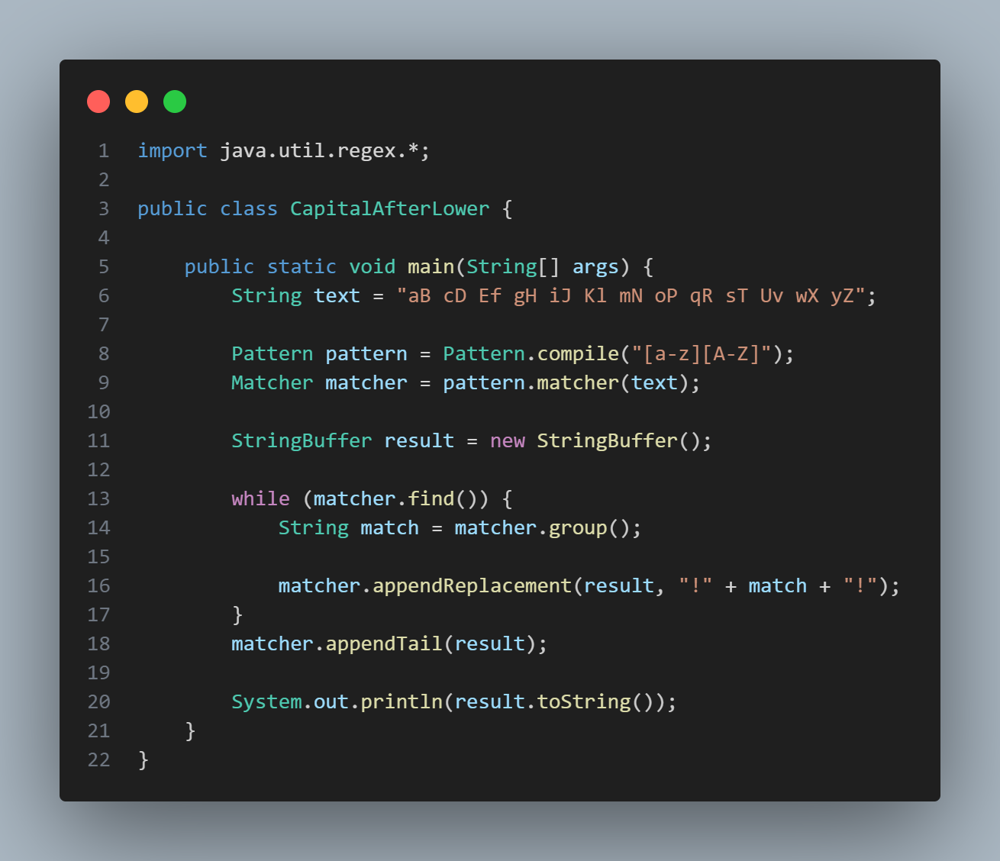 1 import java.util.regex.*;
2
3 public class CapitalAfterLower {
4
5     public static void main(String[] args) {
6         String text = "aB cD Ef gH iJ Kl mN oP qR sT Uv wX yZ";
7
8         Pattern pattern = Pattern.compile("[a-z][A-Z]");
9         Matcher matcher = pattern.matcher(text);
10
11         StringBuffer result = new StringBuffer();
12
13         while (matcher.find()) {
14             String match = matcher.group();
15
16             matcher.appendReplacement(result, "!" + match + "!");
17         }
18         matcher.appendTail(result);
19
20         System.out.println(result.toString());
21     }
22 }